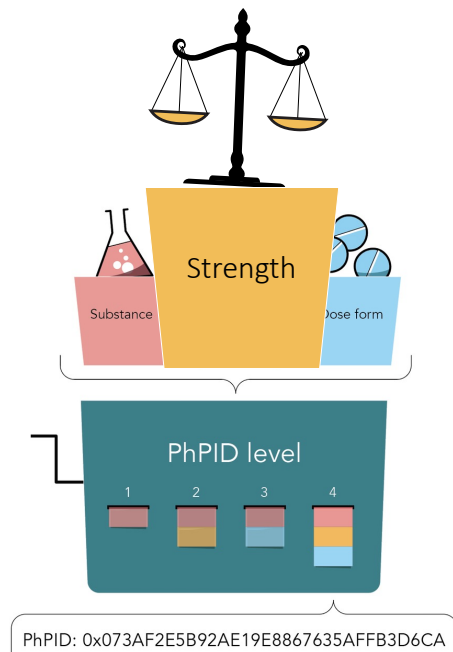 Strength
Substance
Dose form
PhPID level
1 2 3 4
PhPID: 0x073AF2E5B92AE19E8867635AFFB3D6CA